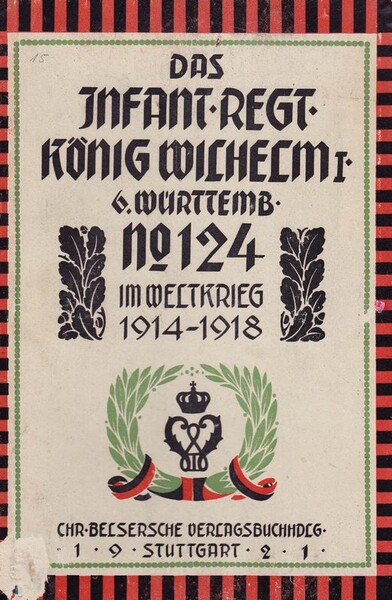 15
DAS
INFANT·REGT·
KÖNIG WILHELM I·
6. WÜRTTEMB·
No 124
IM WELTKRIEG
1914-1918
CHR·BELSERSCHE VERLAGSBUCHHDLG·
·1·9·STUTTGART·2·1·